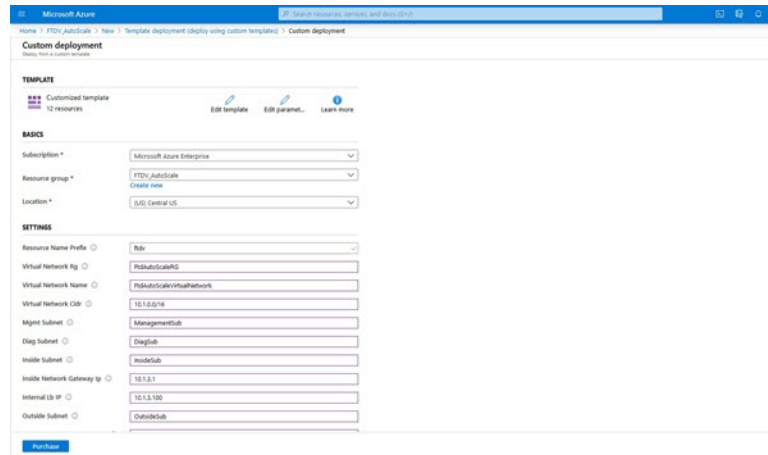 Microsoft Azure
Search resources, services, and docs (G+/)
Home > FTDV_AutoScale > New > Template deployment (deploy using custom templates) > Custom deployment
Custom deployment
Deploy from a custom template
TEMPLATE
Customized template
12 resources
Edit template
Edit paramet...
Learn more
BASICS
Subscription *
Microsoft Azure Enterprise
Resource group *
FTDV_AutoScale
Create new
Location *
(US) Central US
SETTINGS
Resource Name Prefix
ftdv
Virtual Network Rg
FtdAutoScaleRG
Virtual Network Name
FtdAutoScaleVirtualNetwork
Virtual Network Cidr
10.1.0.0/16
Mgmt Subnet
ManagementSub
Diag Subnet
DiagSub
Inside Subnet
InsideSub
Inside Network Gateway Ip
10.1.3.1
Internal Lb IP
10.1.3.100
Outside Subnet
OutsideSub
Purchase